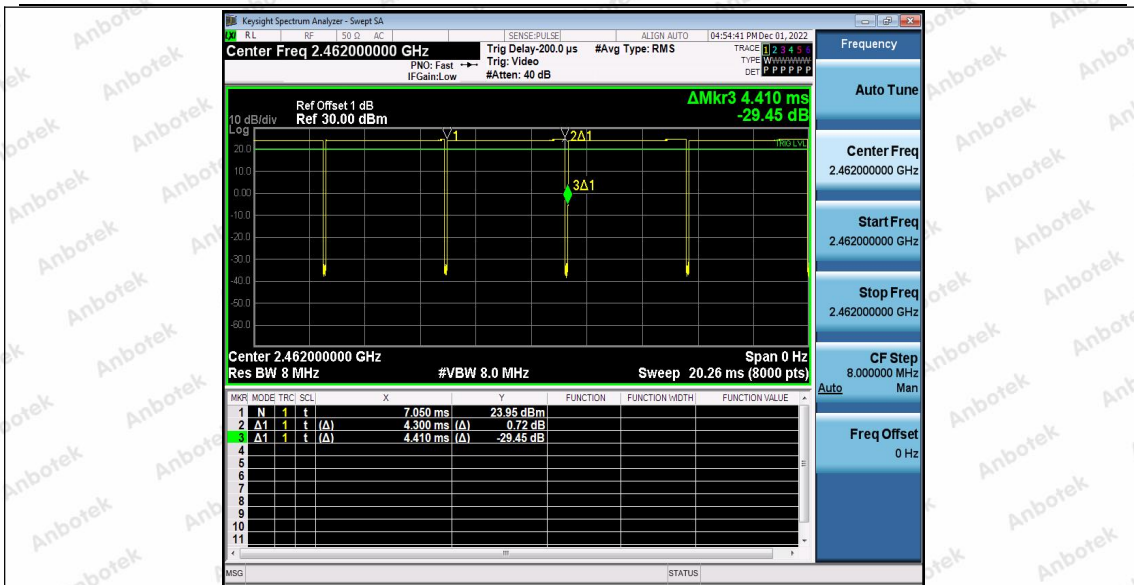 Keysight Spectrum Analyzer - Swept SA
LXI RL RF 50 Ω AC SENSE:PULSE ALIGN AUTO 04:54:41 PM Dec 01, 2022
Center Freq 2.462000000 GHz
PNO: Fast
IFGain:Low
Trig Delay-200.0 µs
Trig: Video
#Atten: 40 dB
#Avg Type: RMS
TRACE 1 2 3 4 5 6
TYPE WWWWWW
DET P P P P P P
Frequency
ΔMkr3 4.410 ms
-29.45 dB
Ref Offset 1 dB
10 dB/div Ref 30.00 dBm
Log
1
2Δ1
TRIG LVL
3Δ1
20.0
10.0
0.00
-10.0
-20.0
-30.0
-40.0
-50.0
-60.0
Center 2.462000000 GHz Span 0 Hz
Res BW 8 MHz #VBW 8.0 MHz Sweep 20.26 ms (8000 pts)
MKR MODE TRC SCL X Y FUNCTION FUNCTION WIDTH FUNCTION VALUE
1 N 1 t 7.050 ms 23.95 dBm
2 Δ1 1 t (Δ) 4.300 ms (Δ) 0.72 dB
3 Δ1 1 t (Δ) 4.410 ms (Δ) -29.45 dB
4
5
6
7
8
9
10
11
MSG STATUS
Auto Tune
Center Freq
2.462000000 GHz
Start Freq
2.462000000 GHz
Stop Freq
2.462000000 GHz
CF Step
8.000000 MHz
Auto Man
Freq Offset
0 Hz
Anbotek